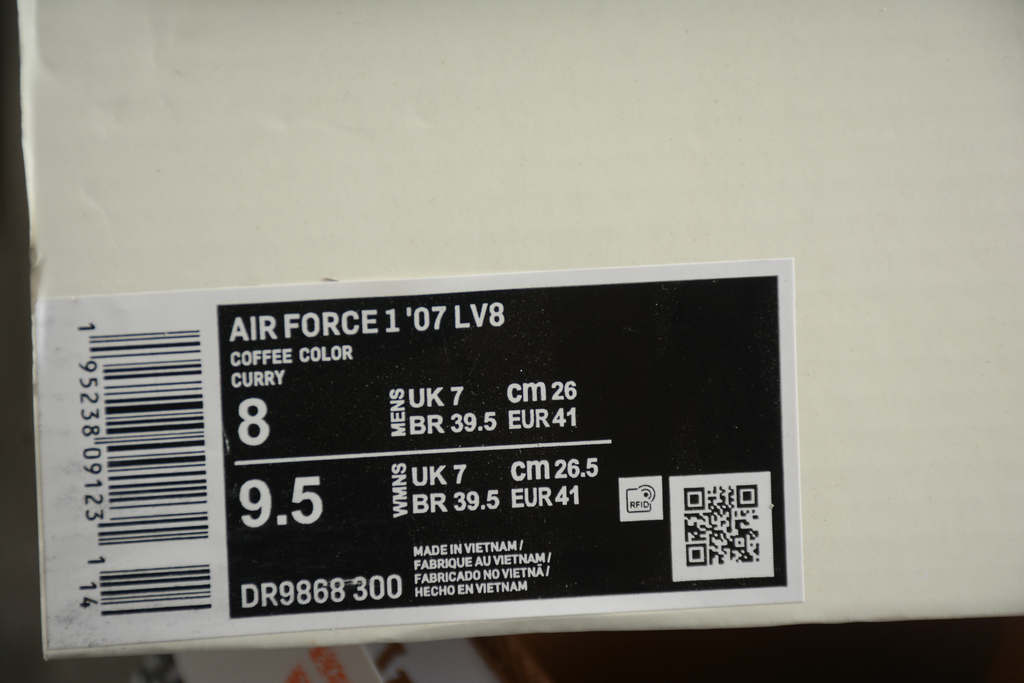 AIR FORCE 1 '07 LV8
COFFEE COLOR
CURRY
8
MENS
UK 7 cm 26
BR 39.5 EUR 41
9.5
WMNS
UK 7 cm 26.5
BR 39.5 EUR 41
RFID
MADE IN VIETNAM /
FABRIQUE AU VIETNAM /
FABRICADO NO VIETNÃ /
HECHO EN VIETNAM
DR9868 300
1 95238 09123 1 14